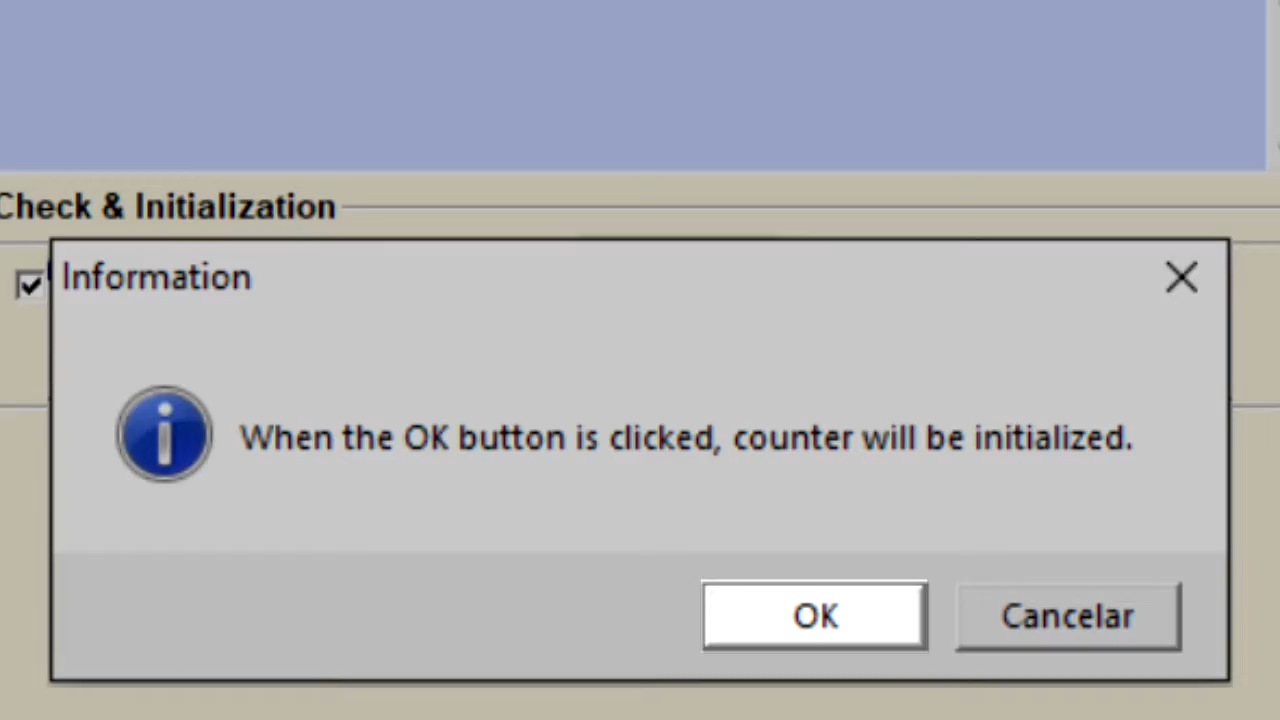 Check & Initialization
Information
When the OK button is clicked, counter will be initialized.
OK
Cancelar